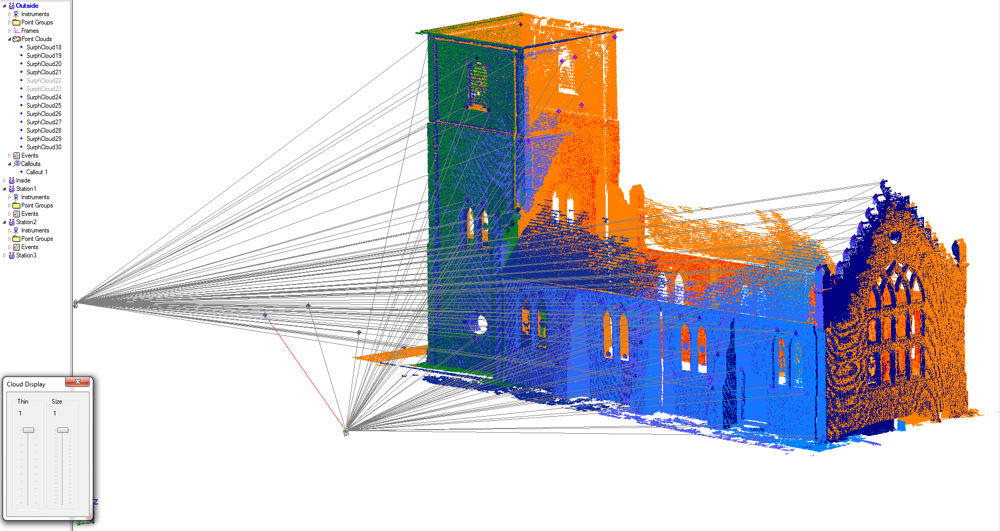 Outside
Instruments
Point Groups
Frames
Point Clouds
SurphCloud18
SurphCloud19
SurphCloud20
SurphCloud21
SurphCloud22
SurphCloud23
SurphCloud24
SurphCloud25
SurphCloud26
SurphCloud27
SurphCloud28
SurphCloud29
SurphCloud30
Events
Callouts
Callout 1
Inside
Station1
Instruments
Point Groups
Events
Station2
Instruments
Point Groups
Events
Station3
Cloud Display
Thin Size
1 1
Z